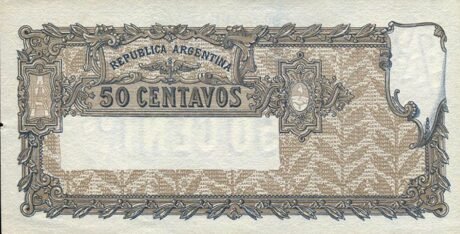 REPUBLICA ARGENTINA
50 CENTAVOS